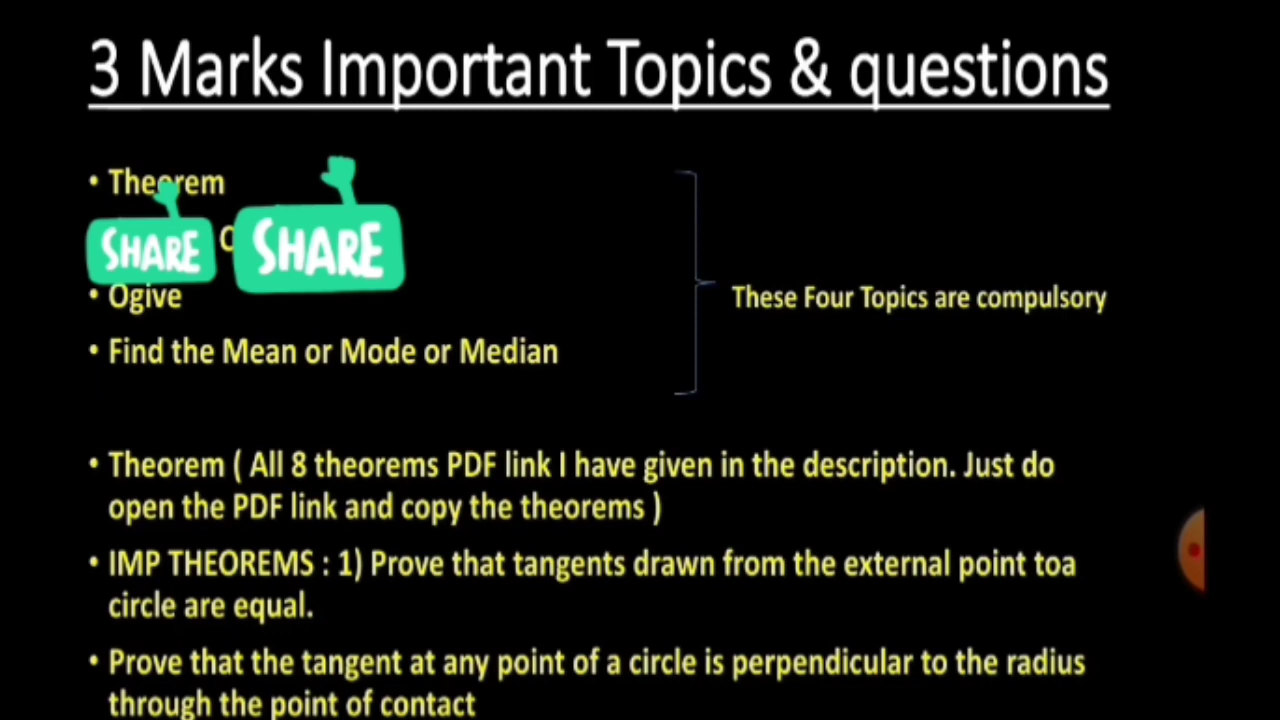 3 Marks Important Topics & questions
• Theorem
SHARE SHARE
• Ogive
• Find the Mean or Mode or Median
These Four Topics are compulsory
• Theorem ( All 8 theorems PDF link I have given in the description. Just do
open the PDF link and copy the theorems )
• IMP THEOREMS : 1) Prove that tangents drawn from the external point toa
circle are equal.
• Prove that the tangent at any point of a circle is perpendicular to the radius
through the point of contact